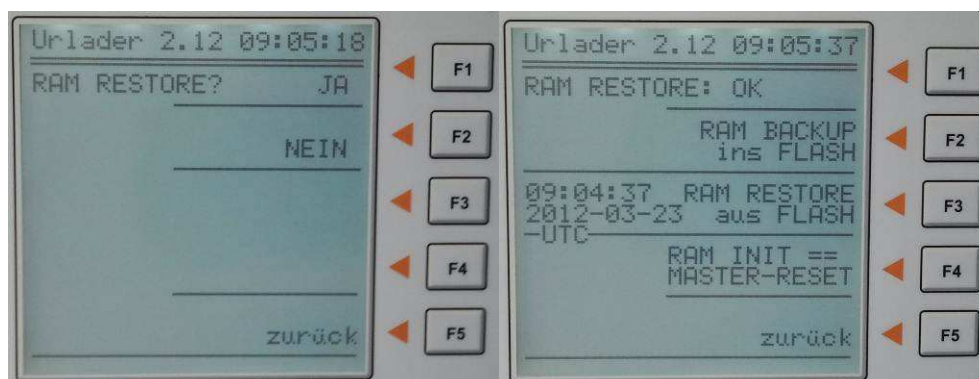 Urlader 2.12 09:05:18
RAM RESTORE? JA
NEIN
zurück
F1
F2
F3
F4
F5
Urlader 2.12 09:05:37
RAM RESTORE: OK
RAM BACKUP
ins FLASH
09:04:37 RAM RESTORE
2012-03-23 aus FLASH
-UTC-
RAM INIT ==
MASTER-RESET
zurück
F1
F2
F3
F4
F5